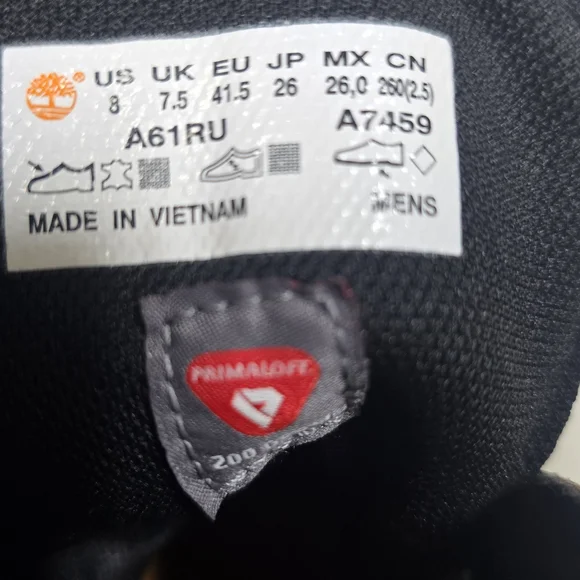 US UK EU JP MX CN
8 7.5 41.5 26 26,0 260(2.5)
A61RU A7459
MADE IN VIETNAM MENS
PRIMALOFT
200